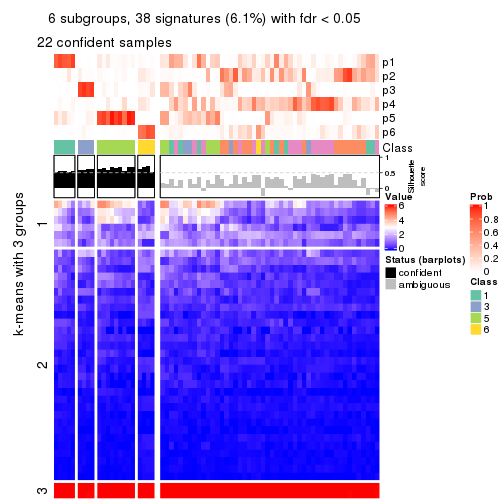 6 subgroups, 38 signatures (6.1%) with fdr < 0.05
22 confident samples
p1
p2
p3
p4
p5
p6
Class
1
0.5
0
Silhouette
score
k-means with 3 groups
1
2
3
Value
6
4
2
0
Status (barplots)
confident
ambiguous
Prob
1
0.8
0.6
0.4
0.2
0
Class
1
3
5
6